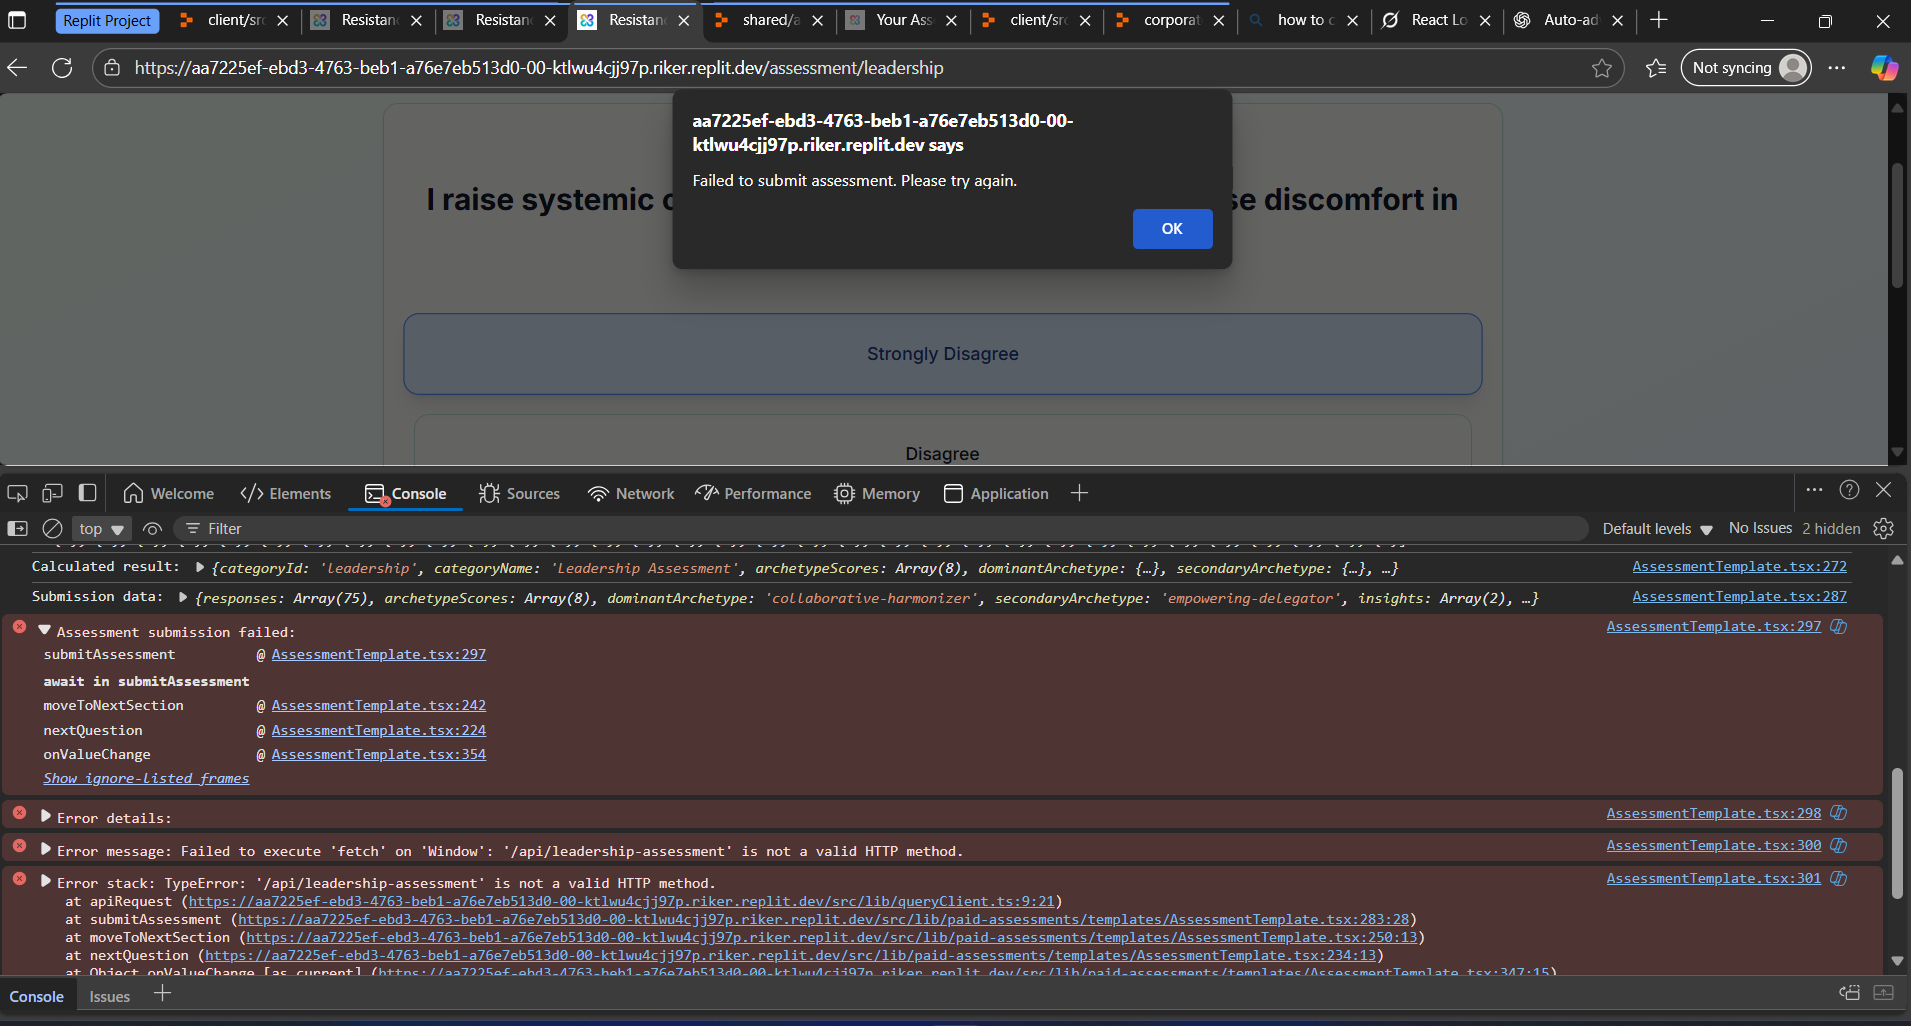 Replit Project
client/src
Resistan
Resistan
Resistan
shared/a
Your Ass
client/src
corporat
how to c
React Lo
Auto-ad
https://aa7225ef-ebd3-4763-beb1-a76e7eb513d0-00-ktlwu4cjj97p.riker.replit.dev/assessment/leadership
Not syncing
aa7225ef-ebd3-4763-beb1-a76e7eb513d0-00-
ktlwu4cjj97p.riker.replit.dev says
Failed to submit assessment. Please try again.
OK
I raise systemic
se discomfort in
Strongly Disagree
Disagree
Welcome
Elements
Console
Sources
Network
Performance
Memory
Application
top
Filter
Default levels
No Issues
2 hidden
Calculated result: {categoryId: 'leadership', categoryName: 'Leadership Assessment', archetypeScores: Array(8), dominantArchetype: {…}, secondaryArchetype: {…}, …} AssessmentTemplate.tsx:272
Submission data: {responses: Array(75), archetypeScores: Array(8), dominantArchetype: 'collaborative-harmonizer', secondaryArchetype: 'empowering-delegator', insights: Array(2), …} AssessmentTemplate.tsx:287
Assessment submission failed: AssessmentTemplate.tsx:297
submitAssessment @ AssessmentTemplate.tsx:297
await in submitAssessment
moveToNextSection @ AssessmentTemplate.tsx:242
nextQuestion @ AssessmentTemplate.tsx:224
onValueChange @ AssessmentTemplate.tsx:354
Show ignore-listed frames
Error details: AssessmentTemplate.tsx:298
Error message: Failed to execute 'fetch' on 'Window': '/api/leadership-assessment' is not a valid HTTP method. AssessmentTemplate.tsx:300
Error stack: TypeError: '/api/leadership-assessment' is not a valid HTTP method. AssessmentTemplate.tsx:301
at apiRequest (https://aa7225ef-ebd3-4763-beb1-a76e7eb513d0-00-ktlwu4cjj97p.riker.replit.dev/src/lib/queryClient.ts:9:21)
at submitAssessment (https://aa7225ef-ebd3-4763-beb1-a76e7eb513d0-00-ktlwu4cjj97p.riker.replit.dev/src/lib/paid-assessments/templates/AssessmentTemplate.tsx:283:28)
at moveToNextSection (https://aa7225ef-ebd3-4763-beb1-a76e7eb513d0-00-ktlwu4cjj97p.riker.replit.dev/src/lib/paid-assessments/templates/AssessmentTemplate.tsx:250:13)
at nextQuestion (https://aa7225ef-ebd3-4763-beb1-a76e7eb513d0-00-ktlwu4cjj97p.riker.replit.dev/src/lib/paid-assessments/templates/AssessmentTemplate.tsx:234:13)
at Object.onValueChange [as current] (https://aa7225ef-ebd3-4763-beb1-a76e7eb513d0-00-ktlwu4cjj97p.riker.replit.dev/src/lib/paid-assessments/templates/AssessmentTemplate.tsx:347:15)
Console
Issues